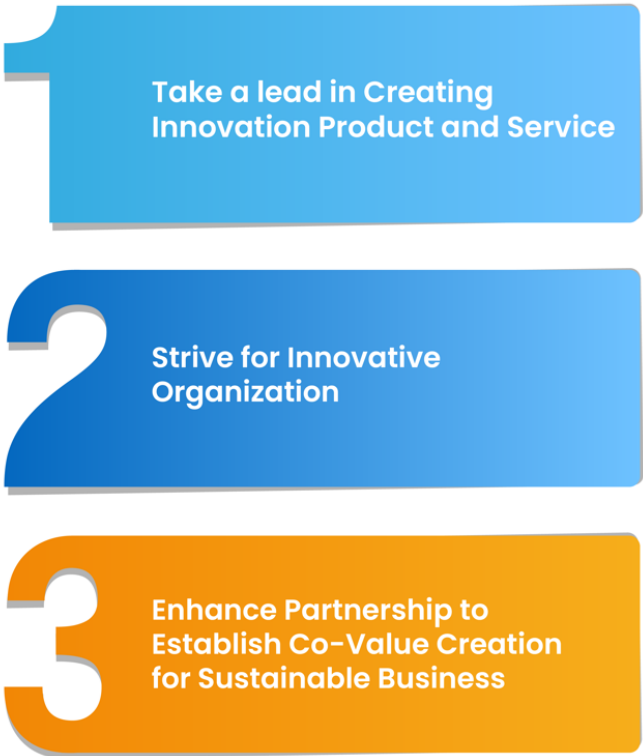 1
Take a lead in Creating
Innovation Product and Service
2
Strive for Innovative
Organization
3
Enhance Partnership to
Establish Co-Value Creation
for Sustainable Business